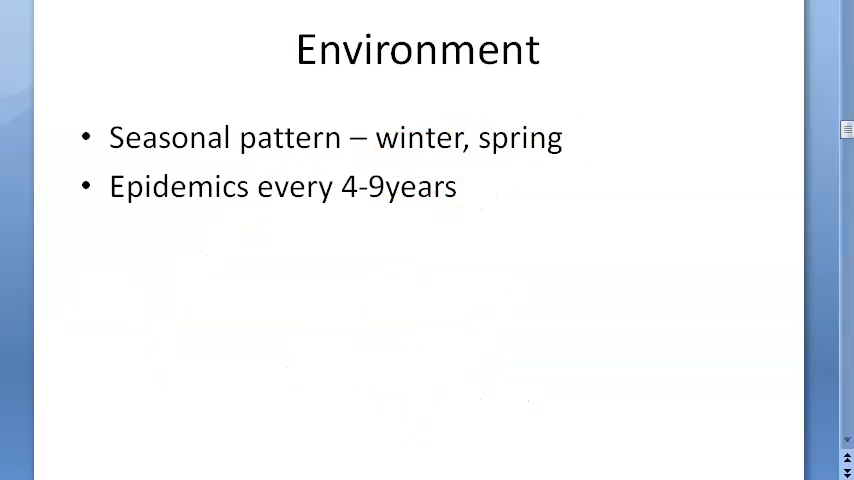 Environment
• Seasonal pattern – winter, spring
• Epidemics every 4-9years